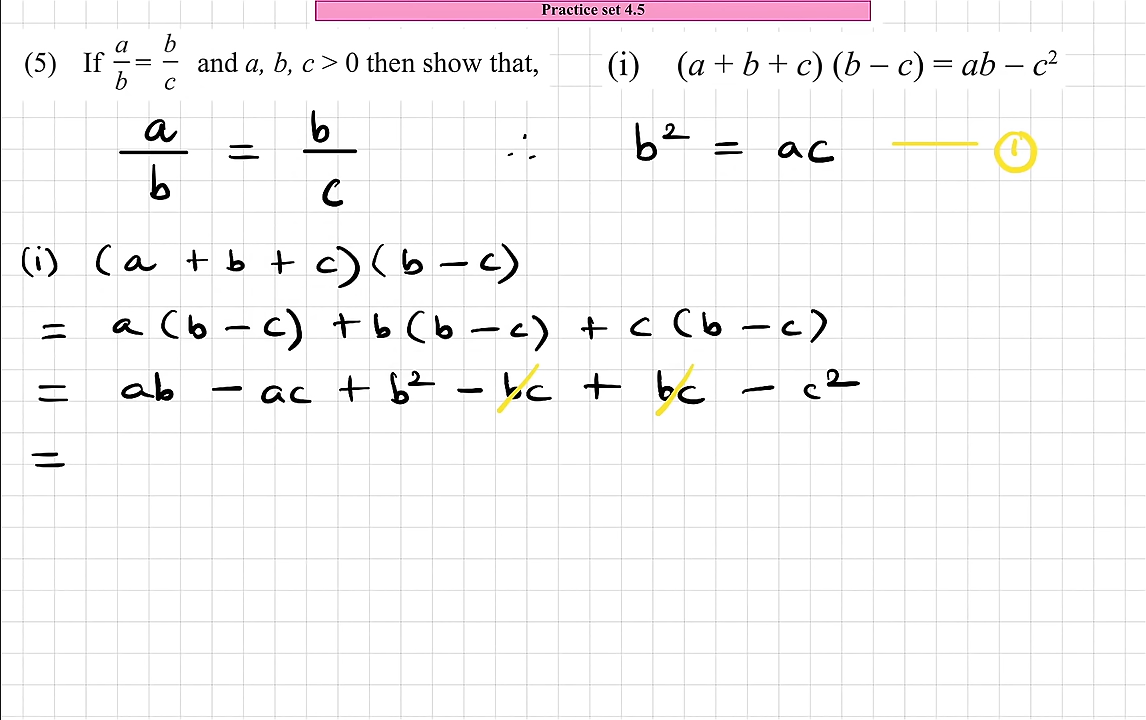 Practice set 4.5
(5) If a/b = b/c and a, b, c > 0 then show that, (i) (a + b + c) (b – c) = ab – c²
a/b = b/c ∴ b² = ac —— ①
(i) (a + b + c)(b – c)
= a(b – c) + b(b – c) + c(b – c)
= ab – ac + b² – bc + bc – c²
=